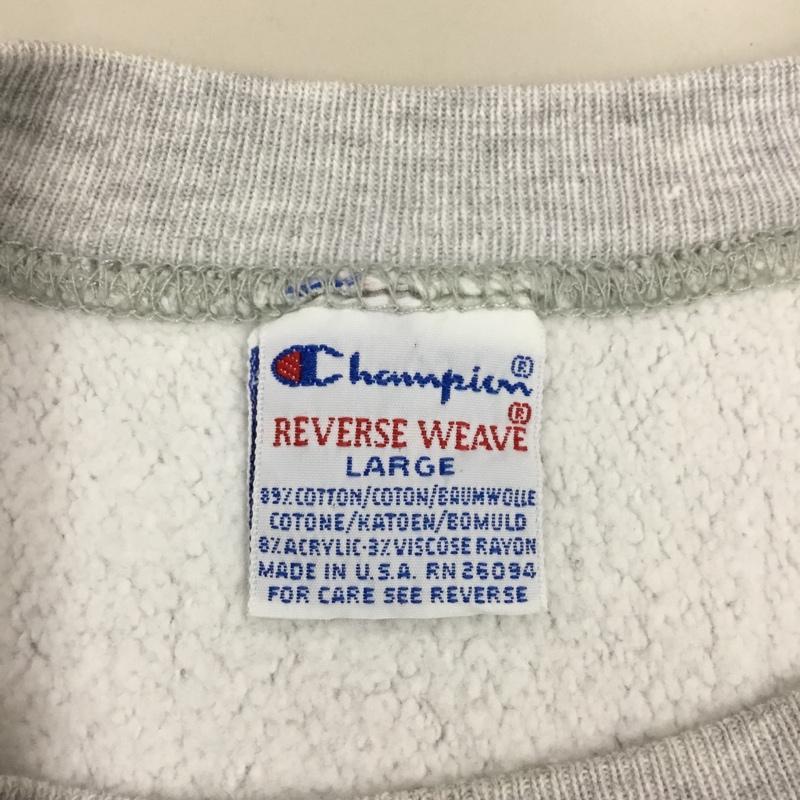 Champion®
REVERSE WEAVE®
LARGE
89% COTTON/COTON/BAUMWOLLE
COTONE/KATOEN/BOMULD
8% ACRYLIC-3% VISCOSE RAYON
MADE IN U.S.A. RN 26094
FOR CARE SEE REVERSE